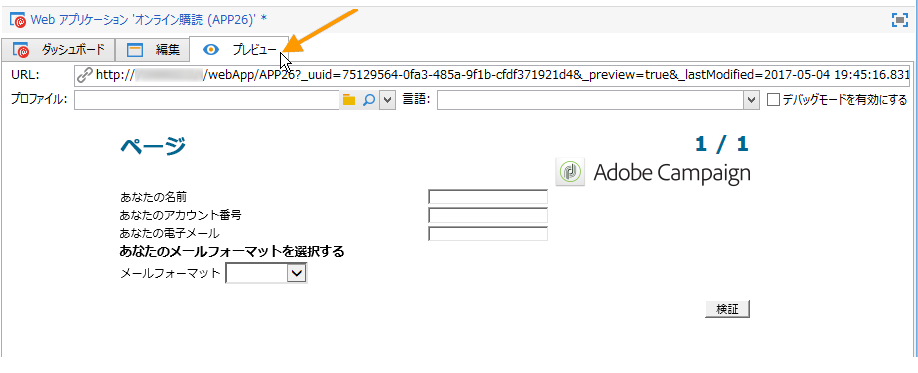 Web アプリケーション 'オンライン購読 (APP26)' *
ダッシュボード 編集 プレビュー
URL: http:// /webApp/APP26?_uuid=75129564-0fa3-485a-9f1b-cfdf371921d4&_preview=true&_lastModified=2017-05-04 19:45:16.831
プロファイル: 言語: デバッグモードを有効にする
ページ 1 / 1
Adobe Campaign
あなたの名前
あなたのアカウント番号
あなたの電子メール
あなたのメールフォーマットを選択する
メールフォーマット
検証